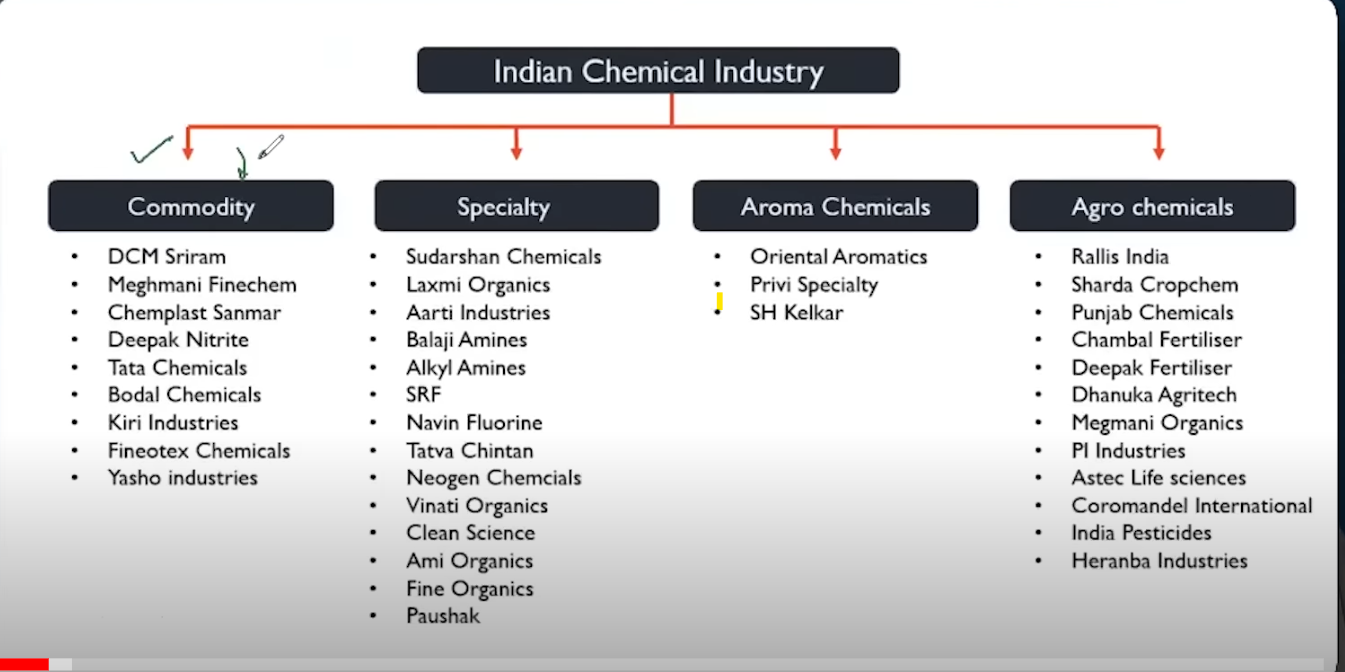 Indian Chemical Industry
Commodity
DCM Sriram
Meghmani Finechem
Chemplast Sanmar
Deepak Nitrite
Tata Chemicals
Bodal Chemicals
Kiri Industries
Fineotex Chemicals
Yasho industries
Specialty
Sudarshan Chemicals
Laxmi Organics
Aarti Industries
Balaji Amines
Alkyl Amines
SRF
Navin Fluorine
Tatva Chintan
Neogen Chemcials
Vinati Organics
Clean Science
Ami Organics
Fine Organics
Paushak
Aroma Chemicals
Oriental Aromatics
Privi Specialty
SH Kelkar
Agro chemicals
Rallis India
Sharda Cropchem
Punjab Chemicals
Chambal Fertiliser
Deepak Fertiliser
Dhanuka Agritech
Megmani Organics
PI Industries
Astec Life sciences
Coromandel International
India Pesticides
Heranba Industries